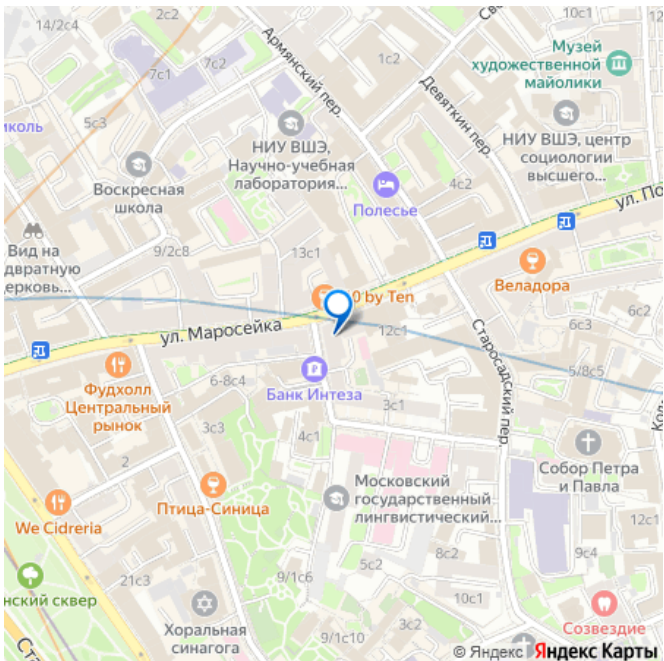 14/2с4
7с2
Армянский пер.
1с2
10с1
Музей
художественной
майолики
7с1
5с3
НИУ ВШЭ,
Научно-учебная
лаборатория...
Девяткин пер.
НИУ ВШЭ, центр
социологии
высшего...
Воскресная
школа
Полесье
4с2
Вид на
9/2с8
13с1
ул. По
Веладора
by Ten
ул. Маросейка
12с1
Старосадский пер.
6с3
6с2
Фудхолл
Центральный
рынок
6-8с4
Банк Интеза
5/8с5
3с1
3с3
4с1
2
Собор Петра
и Павла
Птица-Синица
Московский
государственный
лингвистический...
We Cidreria
12с1
5с2
8с2
9с4
21с3
9/1с6
10с1
нский сквер
Хоральная
синагога
9/1с10
2с3
Созвездие
© Яндекс Яндекс Карты